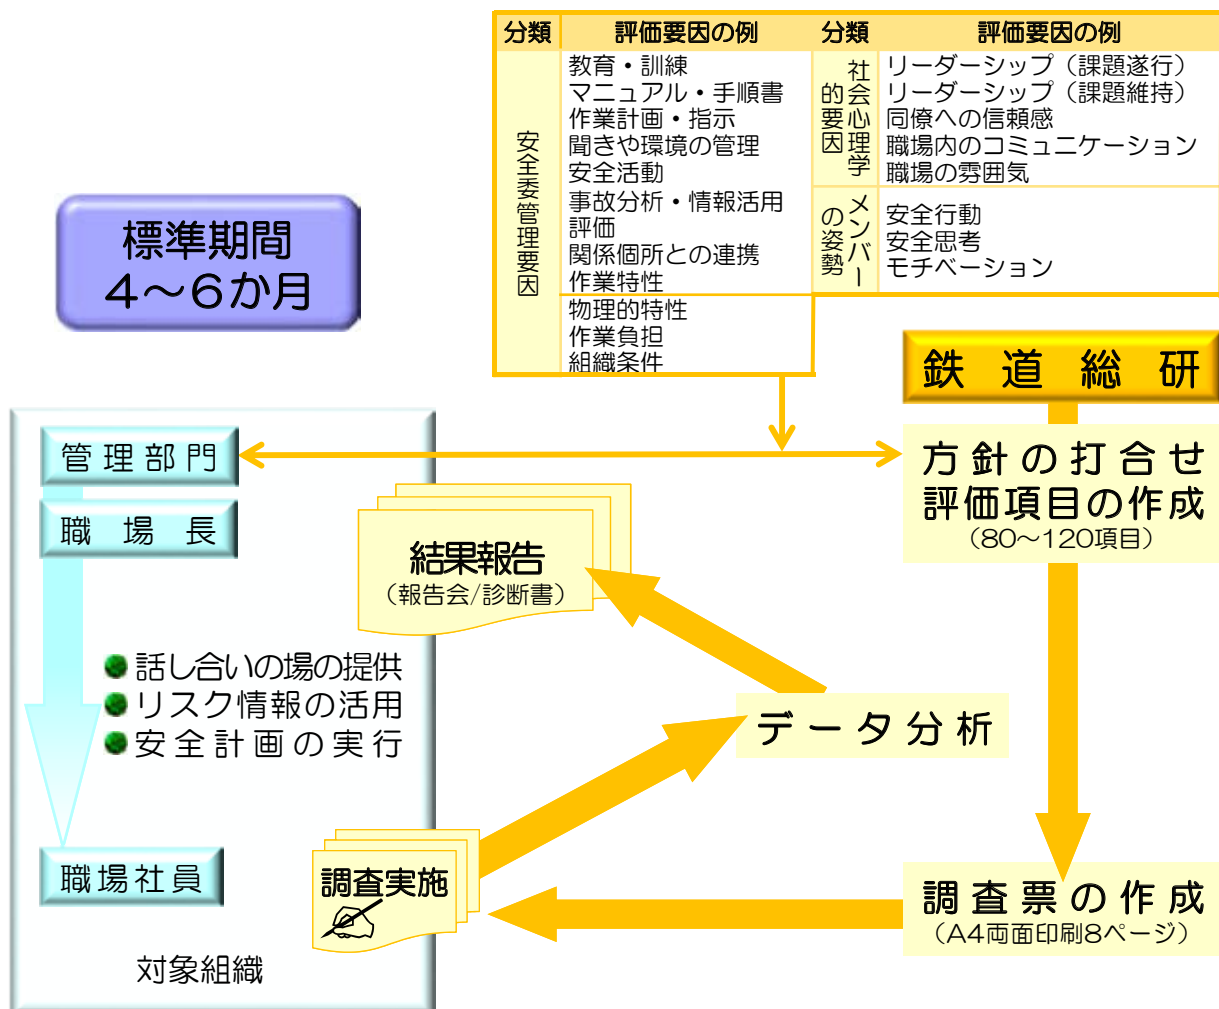 分類 評価要因の例 分類 評価要因の例
安全委管理要因
教育・訓練
マニュアル・手順書
作業計画・指示
聞きや環境の管理
安全活動
事故分析・情報活用
評価
関係個所との連携
作業特性
物理的特性
作業負担
組織条件
社会心理学
的要因
リーダーシップ（課題遂行）
リーダーシップ（課題維持）
同僚への信頼感
職場内のコミュニケーション
職場の雰囲気
メンバー
の姿勢
安全行動
安全思考
モチベーション
標準期間
４～６か月
鉄道総研
方針の打合せ
評価項目の作成
（80～120項目）
管理部門
職場長
結果報告
（報告会/診断書）
話し合いの場の提供
リスク情報の活用
安全計画の実行
データ分析
職場社員
調査実施
調査票の作成
（A4両面印刷8ページ）
対象組織